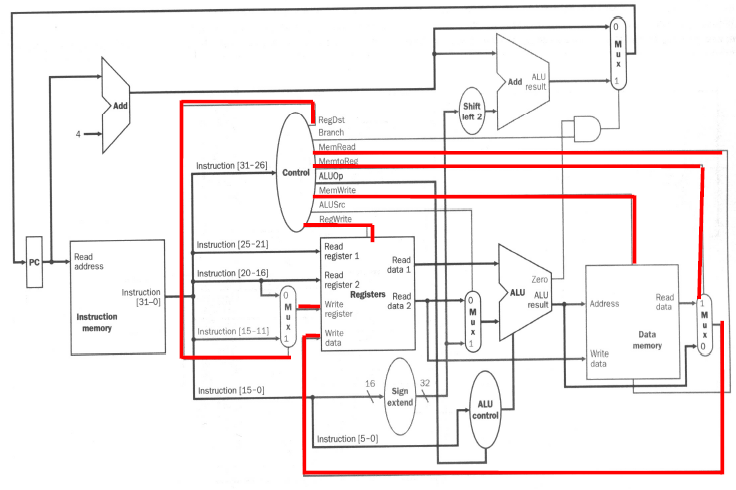 0
M
u
x
1
Add
ALU
result
Add
4
Shift
left 2
RegDst
Branch
MemRead
MemtoReg
ALUOp
MemWrite
ALUSrc
RegWrite
Control
Instruction [31–26]
Instruction [25–21]
Instruction [20–16]
Instruction [15–11]
Instruction [15–0]
Instruction [5–0]
PC
Read
address
Instruction
[31–0]
Instruction
memory
0
M
u
x
1
Read
register 1
Read
register 2
Write
register
Write
data
Registers
Read
data 1
Read
data 2
0
M
u
x
1
Zero
ALU
ALU
result
Address
Write
data
Read
data
Data
memory
1
M
u
x
0
16
Sign
extend
32
ALU
control